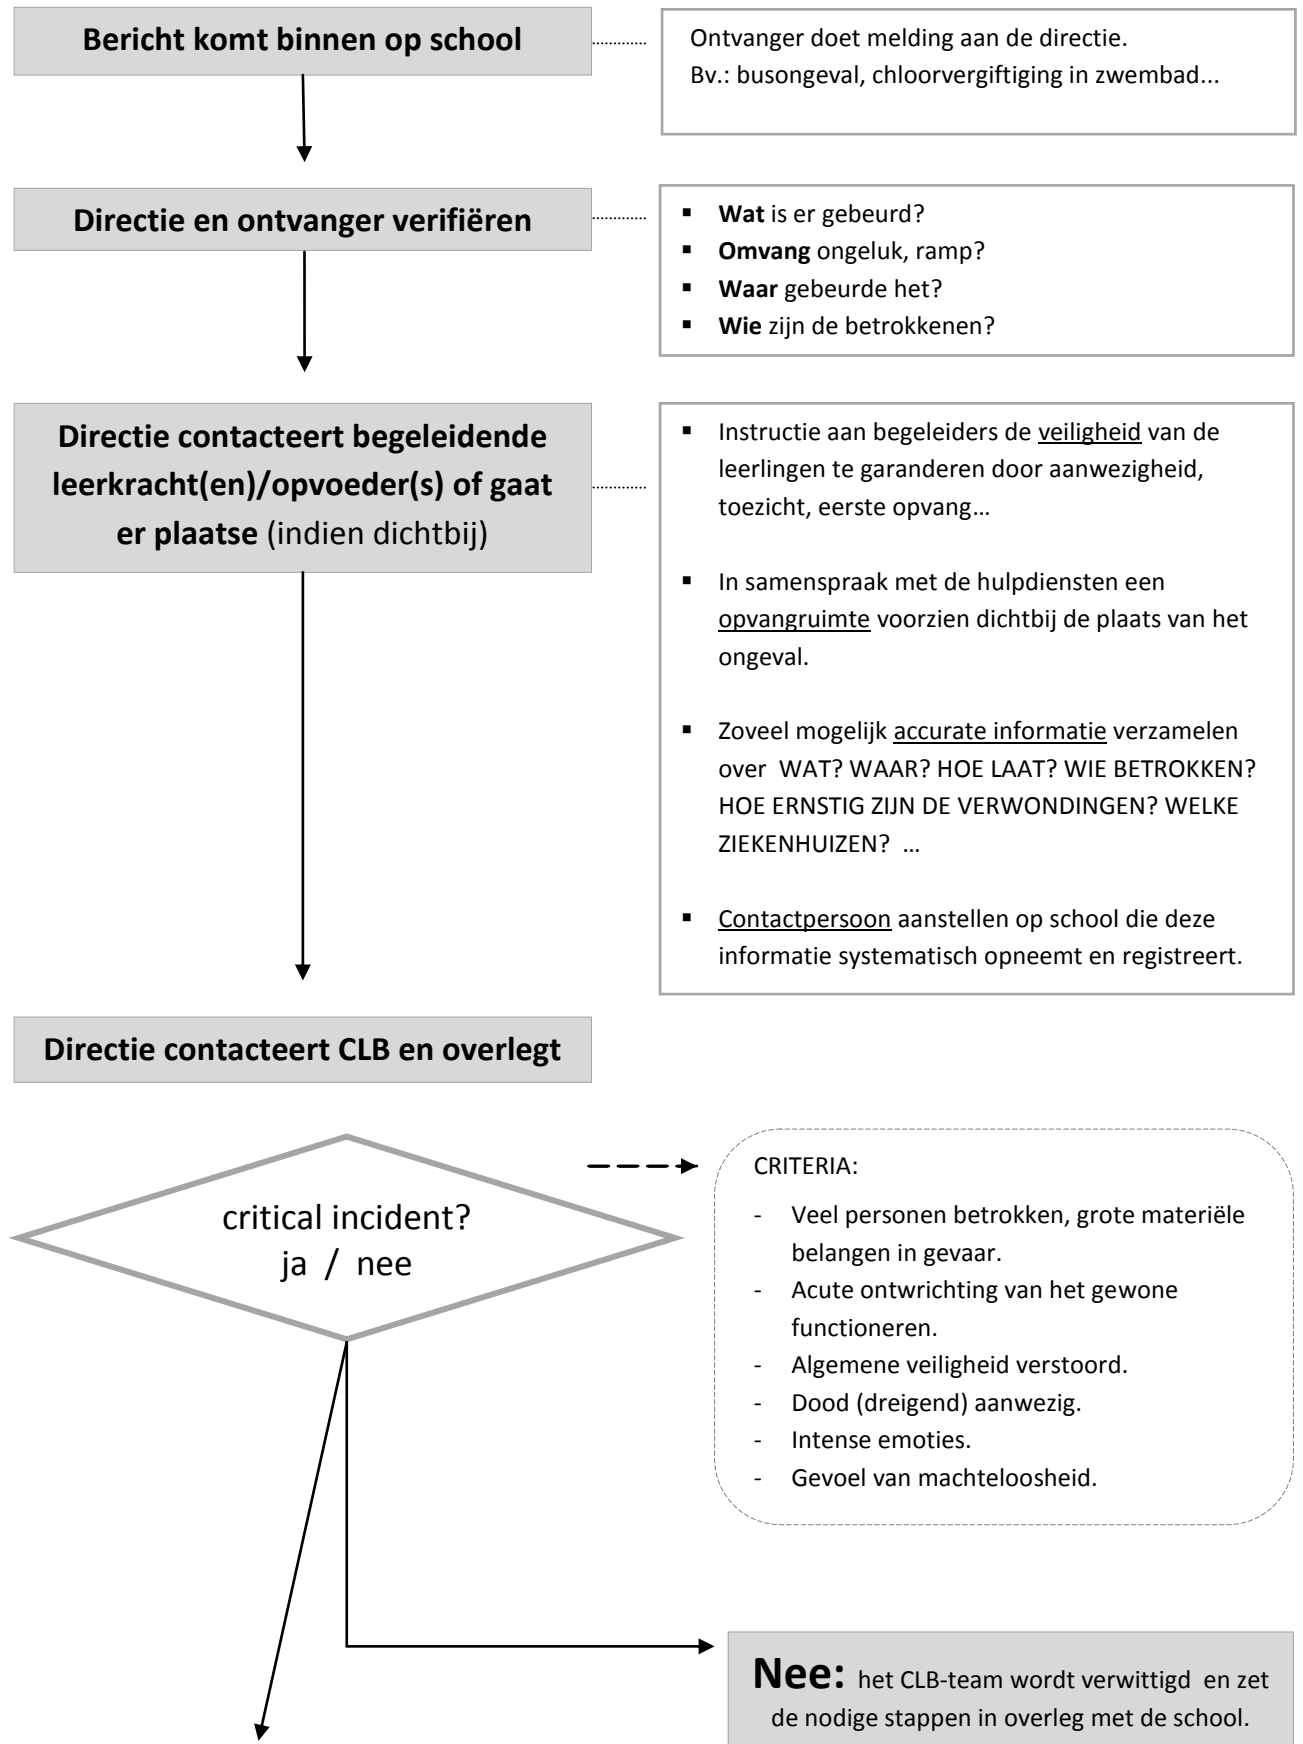 Bericht komt binnen op school
Ontvanger doet melding aan de directie.
Bv.: busongeval, chloorvergiftiging in zwembad...
Directie en ontvanger verifiëren
▪ Wat is er gebeurd?
▪ Omvang ongeluk, ramp?
▪ Waar gebeurde het?
▪ Wie zijn de betrokkenen?
Directie contacteert begeleidende
leerkracht(en)/opvoeder(s) of gaat
er plaatse (indien dichtbij)
▪ Instructie aan begeleiders de veiligheid van de
leerlingen te garanderen door aanwezigheid,
toezicht, eerste opvang…
▪ In samenspraak met de hulpdiensten een
opvangruimte voorzien dichtbij de plaats van het
ongeval.
▪ Zoveel mogelijk accurate informatie verzamelen
over WAT? WAAR? HOE LAAT? WIE BETROKKEN?
HOE ERNSTIG ZIJN DE VERWONDINGEN? WELKE
ZIEKENHUIZEN? …
▪ Contactpersoon aanstellen op school die deze
informatie systematisch opneemt en registreert.
Directie contacteert CLB en overlegt
critical incident?
ja / nee
CRITERIA:
- Veel personen betrokken, grote materiële
belangen in gevaar.
- Acute ontwrichting van het gewone
functioneren.
- Algemene veiligheid verstoord.
- Dood (dreigend) aanwezig.
- Intense emoties.
- Gevoel van machteloosheid.
Nee: het CLB-team wordt verwittigd en zet
de nodige stappen in overleg met de school.